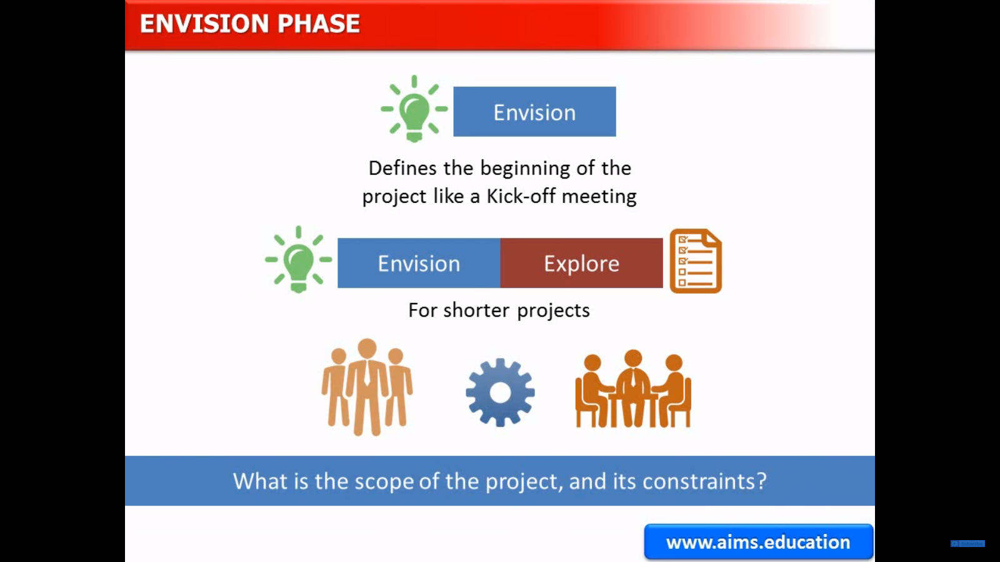 ENVISION PHASE
Envision
Defines the beginning of the
project like a Kick-off meeting
Envision
Explore
For shorter projects
What is the scope of the project, and its constraints?
www.aims.education
Subscribe